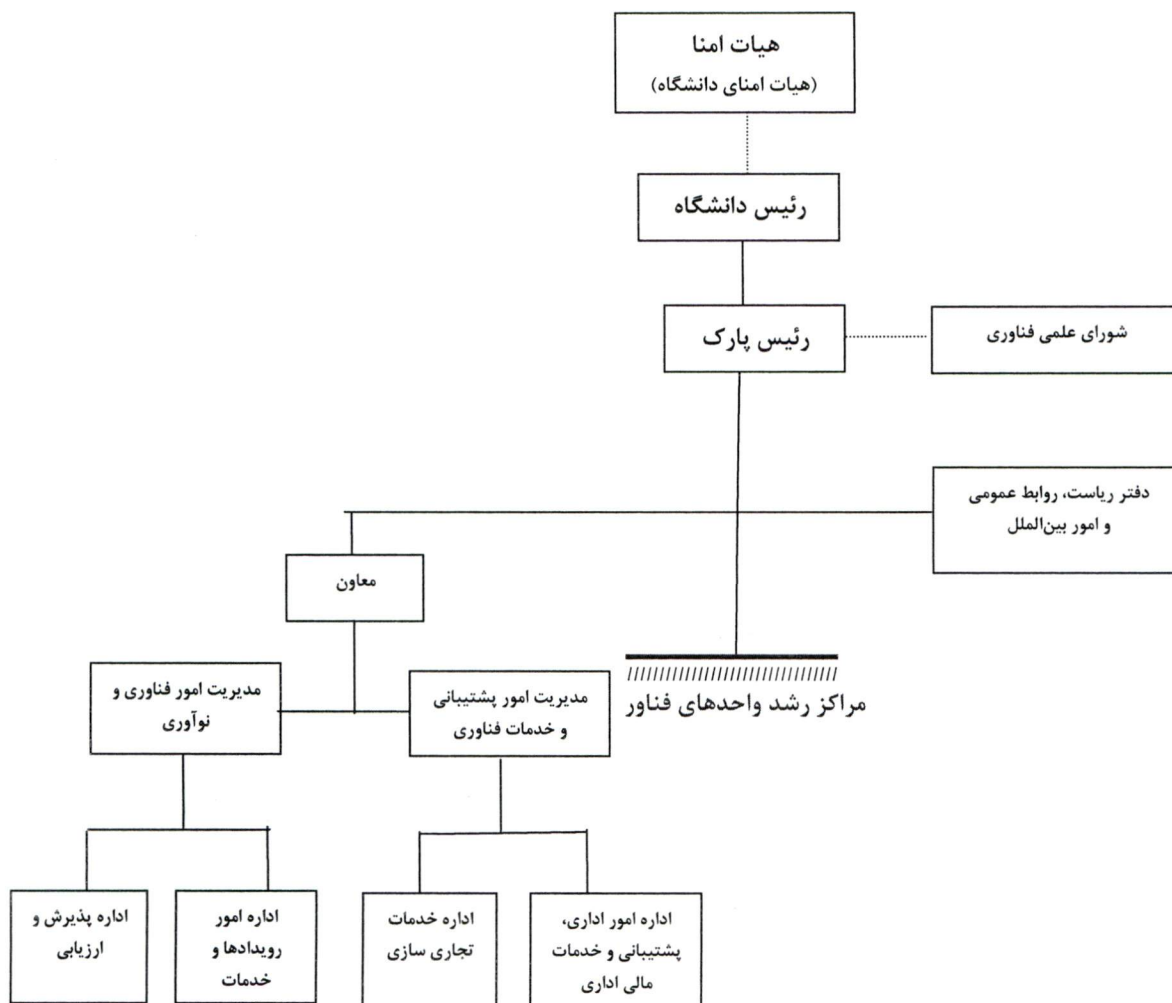 هیات امنا
(هیات امنای دانشگاه)
رئیس دانشگاه
رئیس پارک
شورای علمی فناوری
دفتر ریاست، روابط عمومی
و امور بین‌الملل
معاون
مدیریت امور پشتیبانی
و خدمات فناوری
مدیریت امور فناوری و
نوآوری
مراکز رشد واحدهای فناور
اداره امور اداری،
پشتیبانی و خدمات
مالی اداری
اداره خدمات
تجاری سازی
اداره امور
رویدادها و
خدمات
اداره پذیرش و
ارزیابی